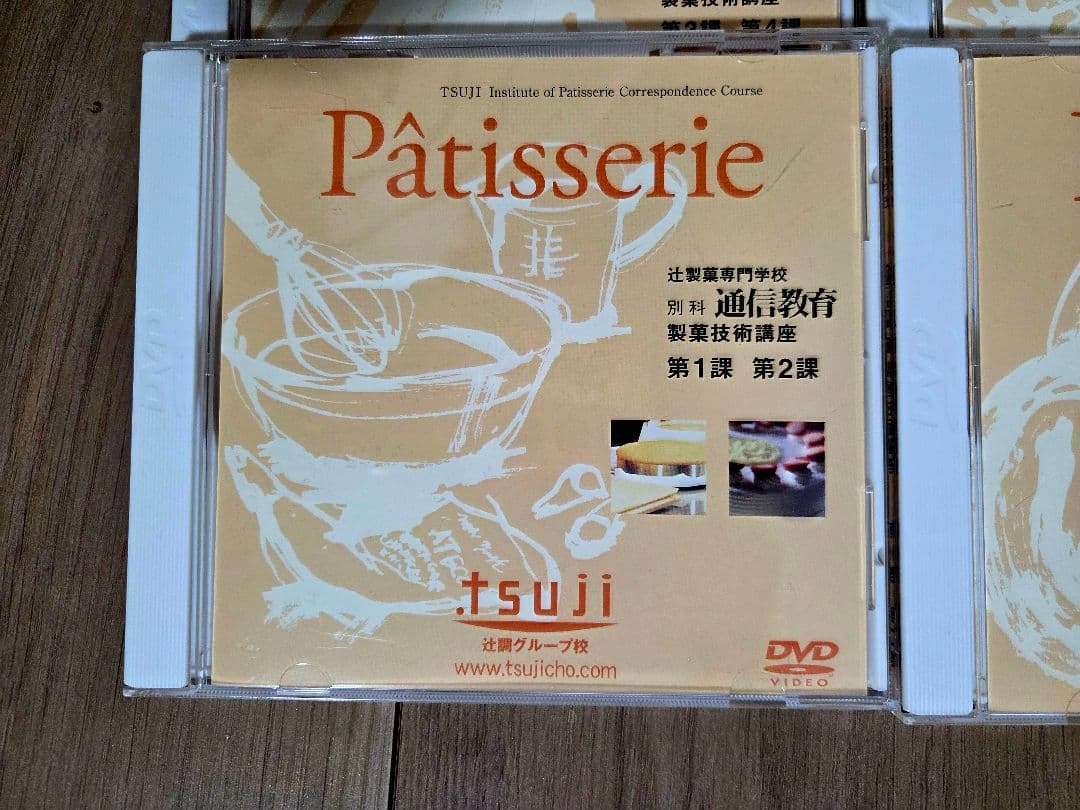 製菓技術講座
第3課 第4課
TSUJI Institute of Patisserie Correspondence Course
Pâtisserie
辻製菓専門学校
別科 通信教育
製菓技術講座
第1課 第2課
.tsuji
辻調グループ校
www.tsujicho.com
DVD
VIDEO